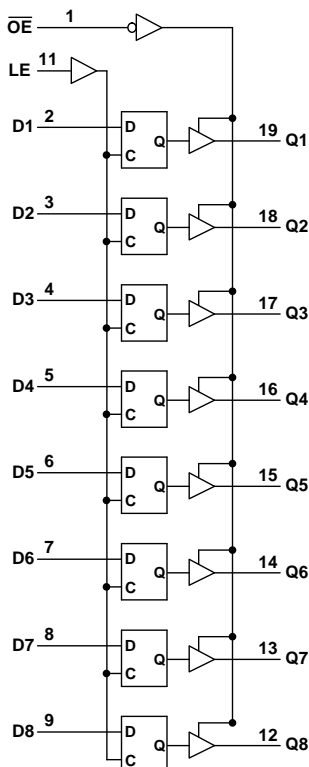 OE 1
LE 11
D1 2 D Q C 19 Q1
D2 3 D Q C 18 Q2
D3 4 D Q C 17 Q3
D4 5 D Q C 16 Q4
D5 6 D Q C 15 Q5
D6 7 D Q C 14 Q6
D7 8 D Q C 13 Q7
D8 9 D Q C 12 Q8